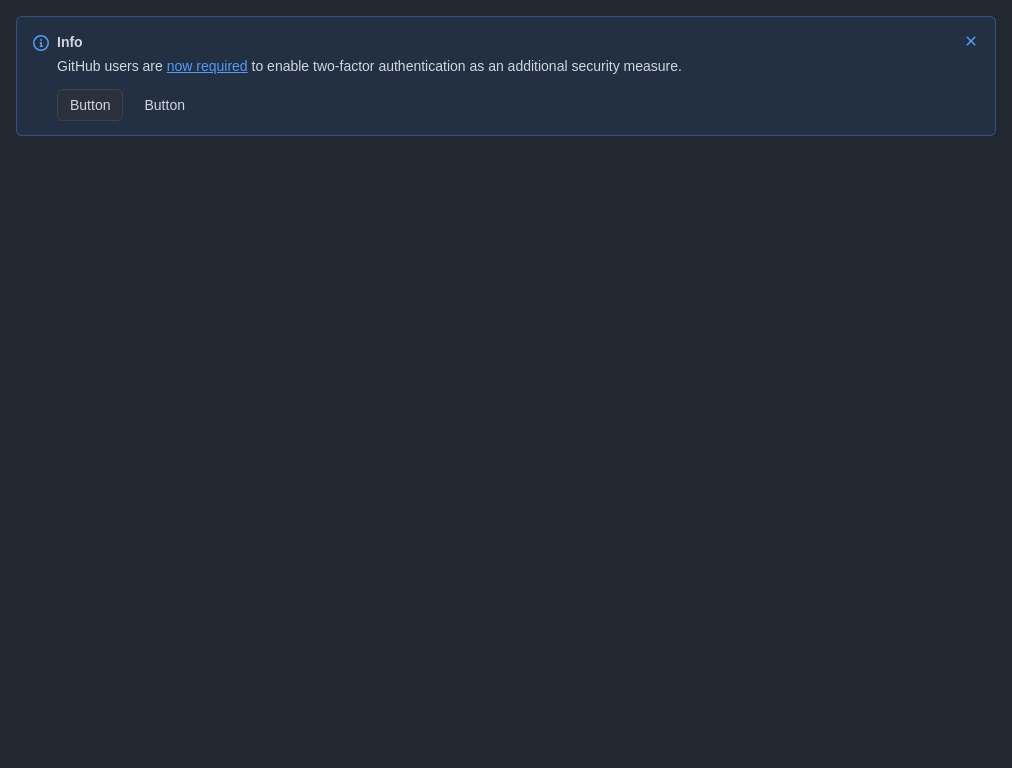 Info
GitHub users are now required to enable two-factor authentication as an additional security measure.
Button Button